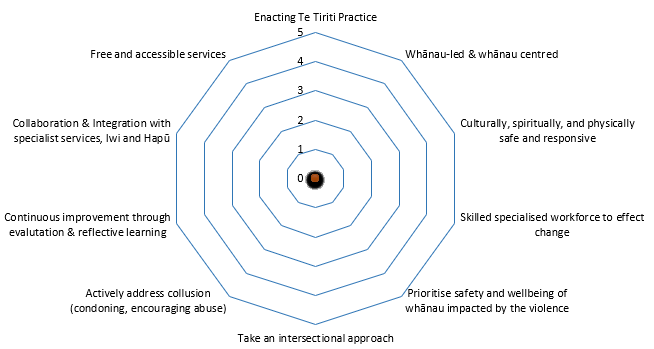 Enacting Te Tiriti Practice
5
Free and accessible services
Whānau-led & whānau centred
4
3
Collaboration & Integration with
specialist services, Iwi and Hapū
Culturally, spiritually, and physically
safe and responsive
2
1
0
Continuous improvement through
evalutation & reflective learning
Skilled specialised workforce to effect
change
Actively address collusion
(condoning, encouraging abuse)
Prioritise safety and wellbeing of
whānau impacted by the violence
Take an intersectional approach